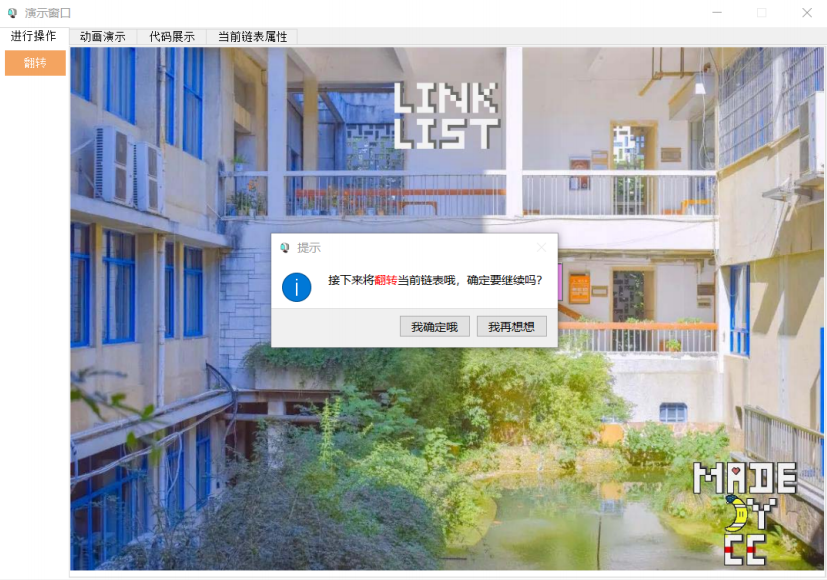 演示窗口
进行操作 动画演示 代码展示 当前链表属性
翻转
LINK
LIST
提示
接下来将翻转当前链表哦，确定要继续吗?
我确定哦 我再想想
MADE
BY
CC